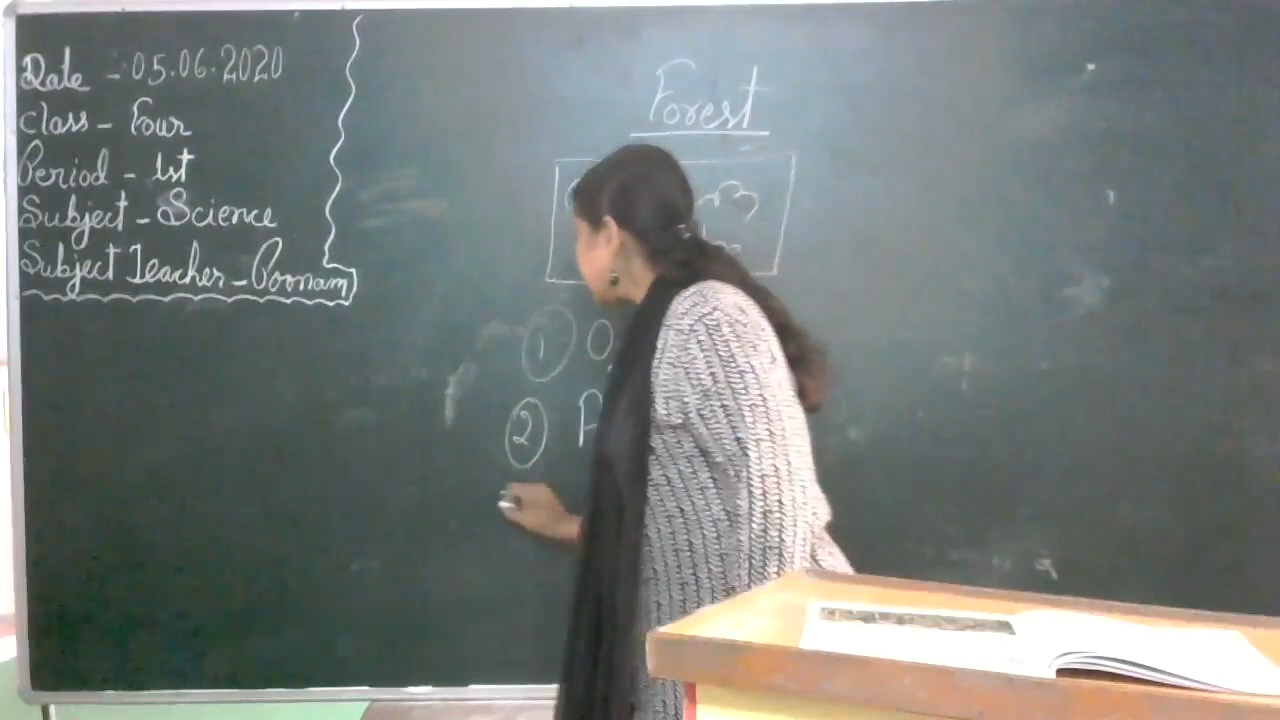 Date - 05.06.2020
Class - Four
Period - 1st
Subject - Science
Subject Teacher - Poonam
Forest
1 O
2